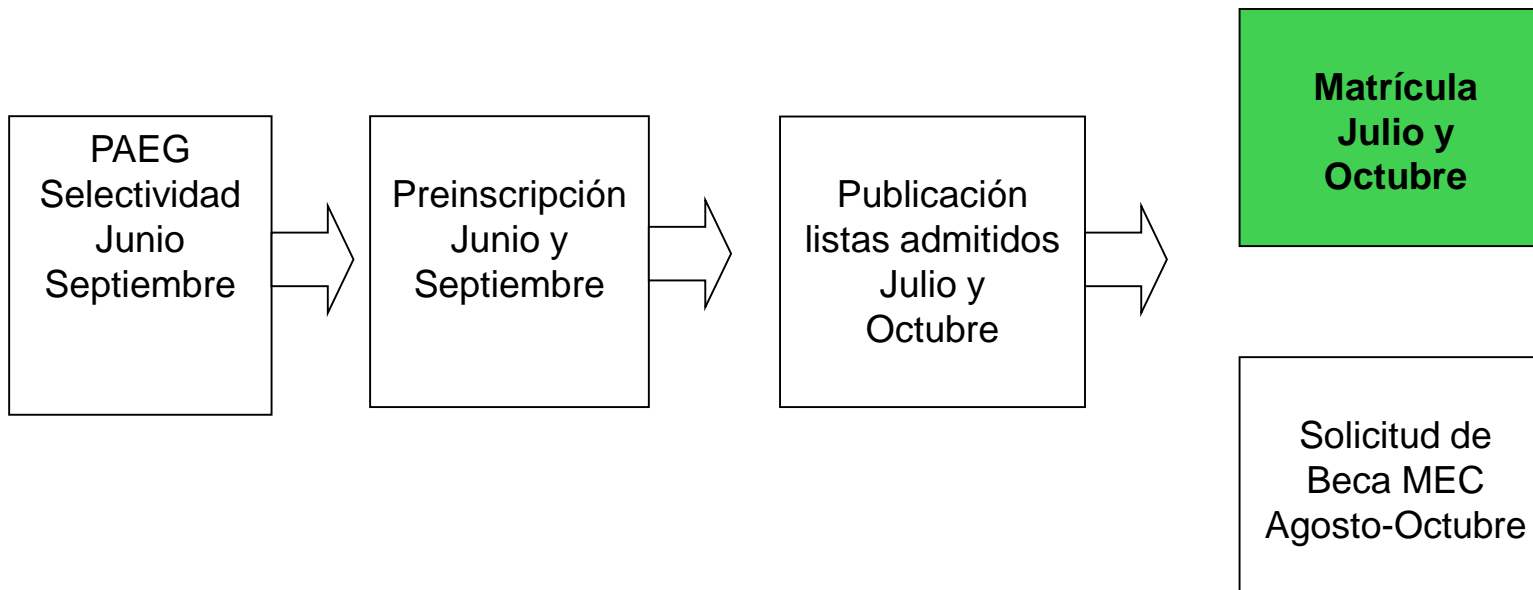 PAEG
Selectividad
Junio
Septiembre
Preinscripción
Junio y
Septiembre
Publicación
listas admitidos
Julio y
Octubre
Matrícula
Julio y
Octubre
Solicitud de
Beca MEC
Agosto-Octubre